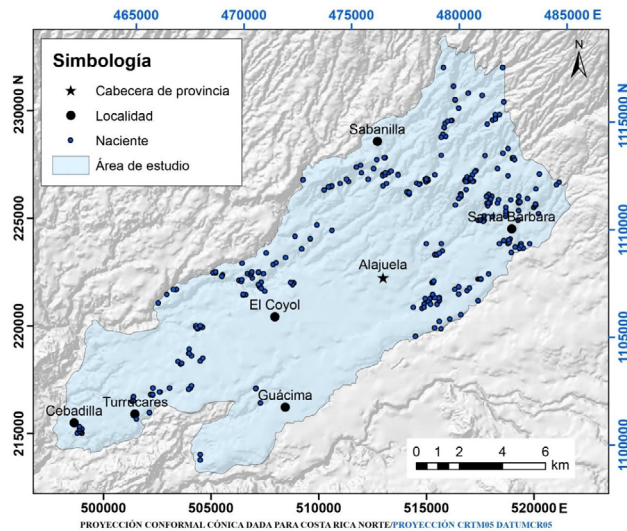 465000 470000 475000 480000 485000 E
Simbología
Cabecera de provincia
Localidad
Naciente
Área de estudio
N
230000 N
225000
220000
215000
1115000 N
1110000
1105000
1100000
Sabanilla
Santa Bárbara
Alajuela
El Coyol
Guácima
Turrúcares
Cebadilla
0 1 2 4 6
km
500000 505000 510000 515000 520000 E
PROYECCIÓN CONFORMAL CÓNICA DADA PARA COSTA RICA NORTE/PROYECCIÓN CRTM05 DATUMCR05